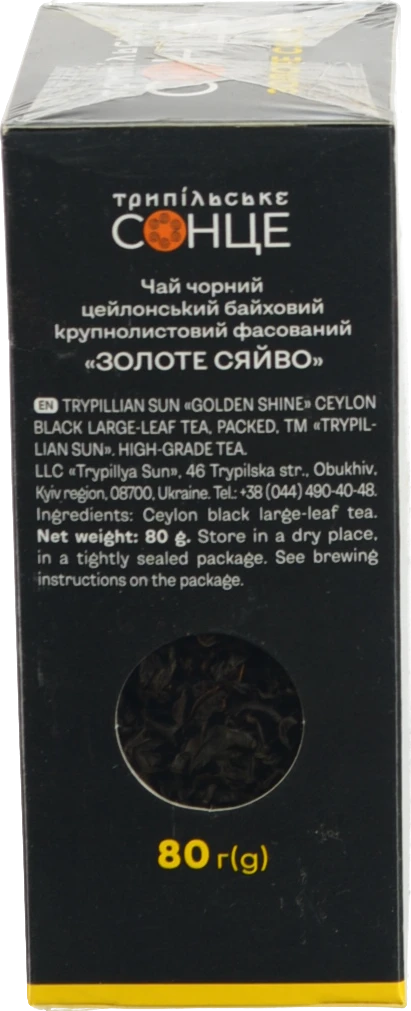 трипільське
СОНЦЕ
Чай чорний
цейлонський байховий
крупнолистовий фасований
«ЗОЛОТЕ СЯЙВО»
EN TRYPILLIAN SUN «GOLDEN SHINE» CEYLON
BLACK LARGE-LEAF TEA, PACKED, TM «TRYPIL-
LIAN SUN». HIGH-GRADE TEA.
LLC «Trypillya Sun», 46 Trypilska str., Obukhiv,
Kyiv region, 08700, Ukraine. Tel.: +38 (044) 490-40-48.
Ingredients: Ceylon black large-leaf tea.
Net weight: 80 g. Store in a dry place,
in a tightly sealed package. See brewing
instructions on the package.
80 г(g)